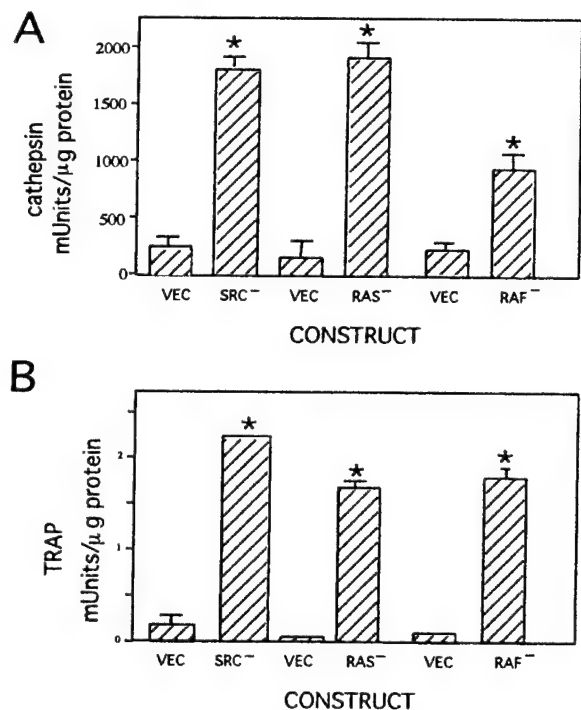 A
cathepsin
mUnits/μg protein
2000
1500
1000
500
0
* * *
VEC SRC⁻ VEC RAS⁻ VEC RAF⁻
CONSTRUCT
B
TRAP
mUnits/μg protein
2
1
0
* * *
VEC SRC⁻ VEC RAS⁻ VEC RAF⁻
CONSTRUCT